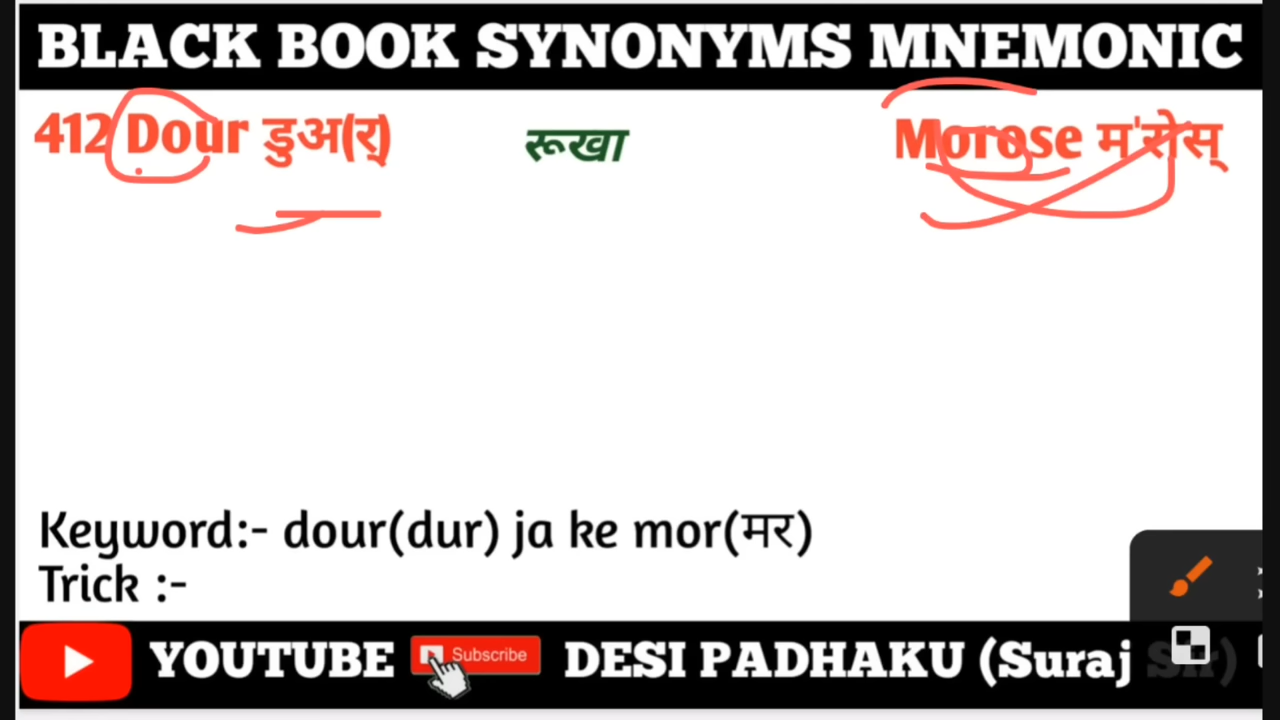 BLACK BOOK SYNONYMS MNEMONIC
412 Dour डुअ(र्) रूखा Morose म'रोस्
Keyword:- dour(dur) ja ke mor(मर)
Trick :-
YOUTUBE Subscribe DESI PADHAKU (Suraj Sir)